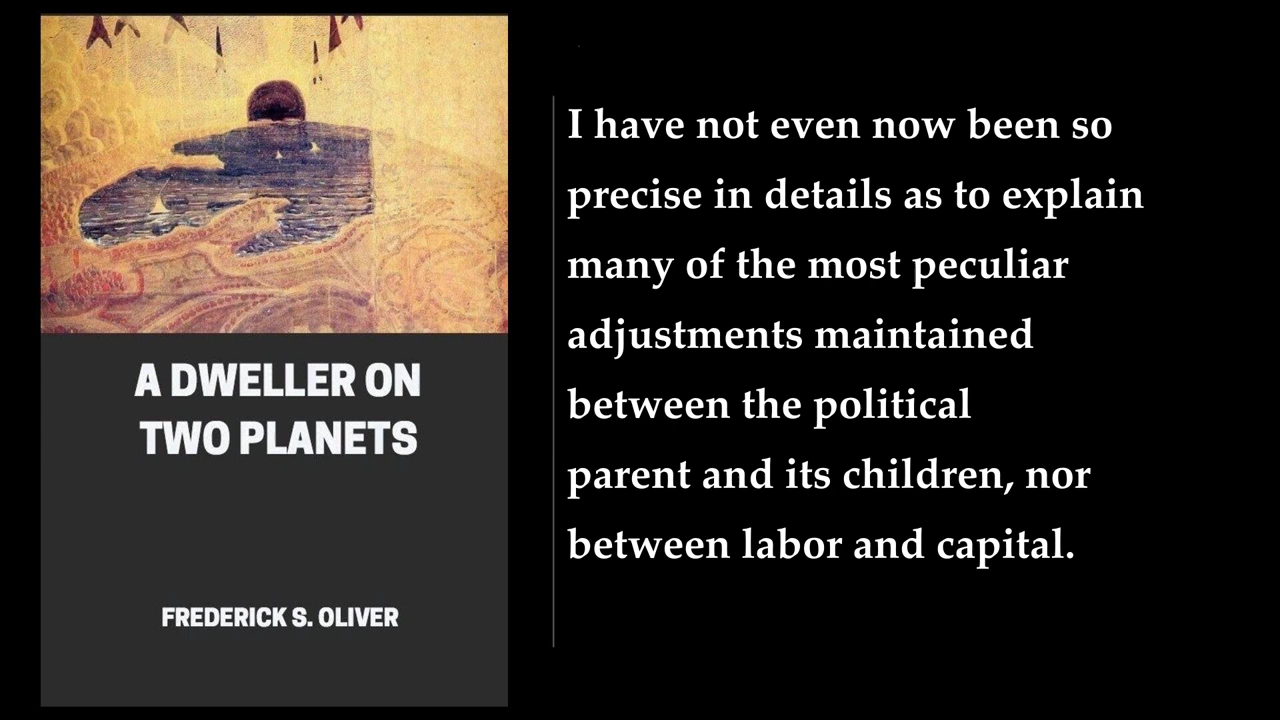 A DWELLER ON
TWO PLANETS
FREDERICK S. OLIVER
I have not even now been so
precise in details as to explain
many of the most peculiar
adjustments maintained
between the political
parent and its children, nor
between labor and capital.